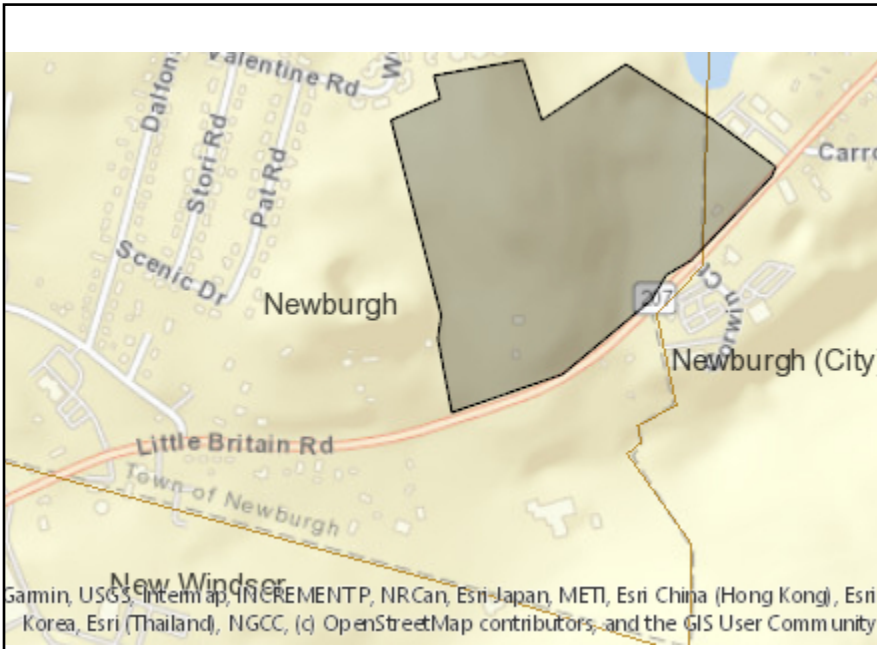 Valentine Rd
W
Dalfon
Stori Rd
Pat Rd
Carro
Scenic Dr
Newburgh
207
Corwin Ct
Newburgh (City
Little Britain Rd
Town of Newburgh
New Windsor
Garmin, USGS, Intermap, INCREMENT P, NRCan, Esri Japan, METI, Esri China (Hong Kong), Esri
Korea, Esri (Thailand), NGCC, (c) OpenStreetMap contributors, and the GIS User Community